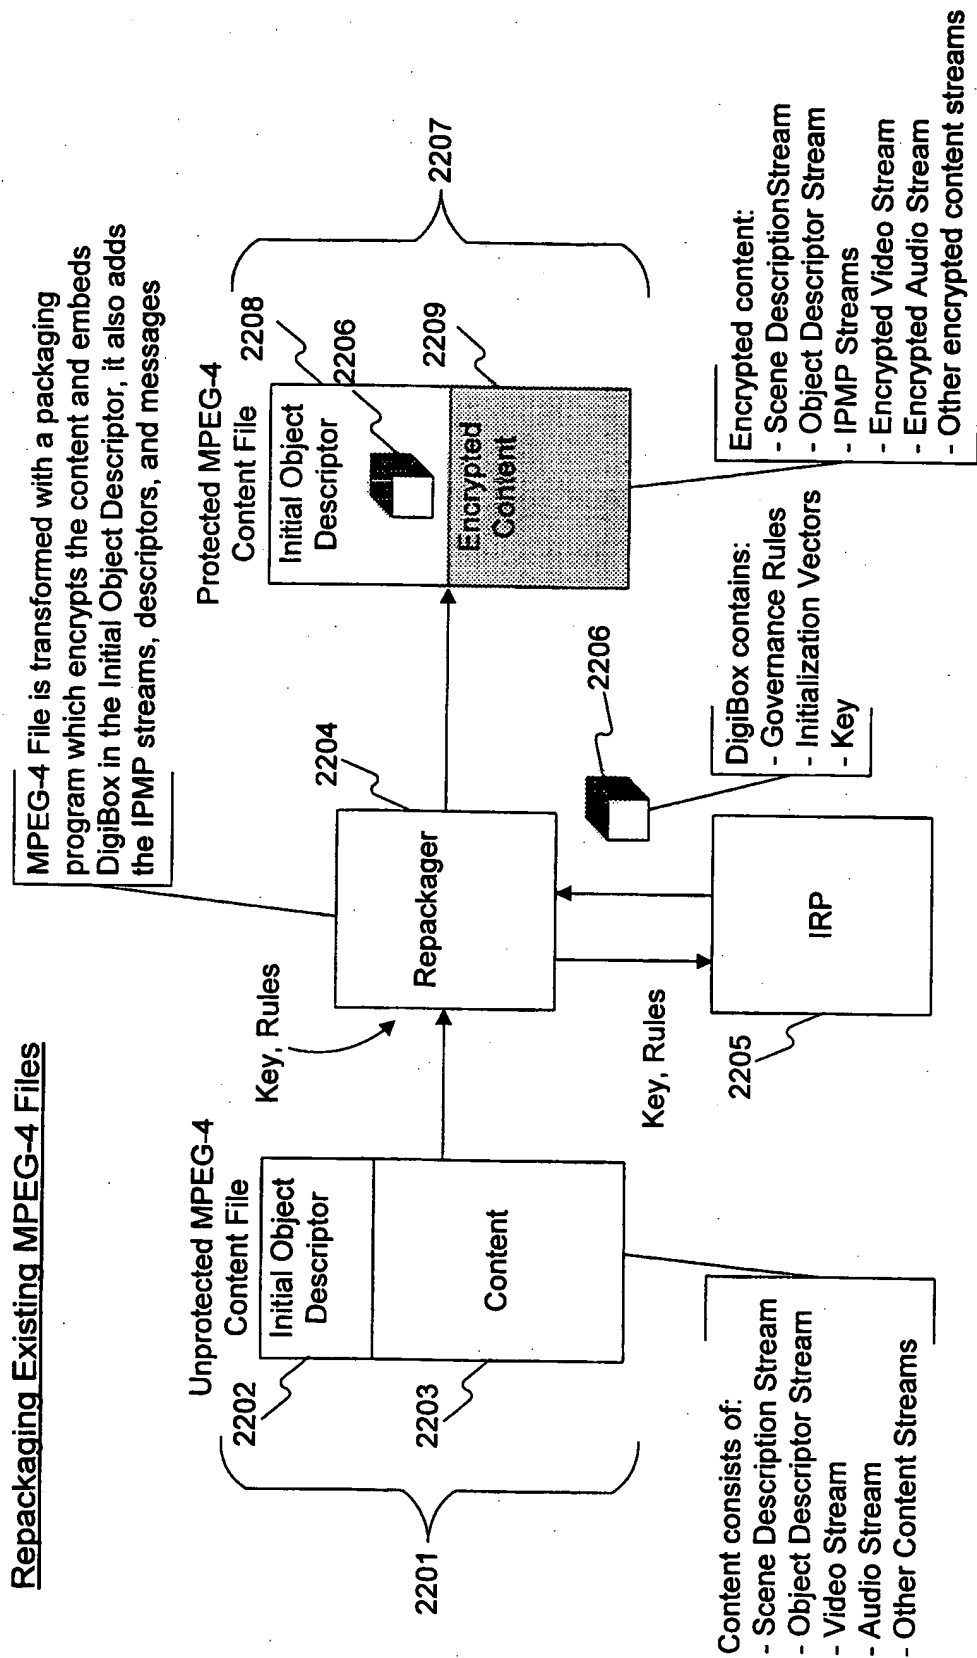 Repackaging Existing MPEG-4 Files
MPEG-4 File is transformed with a packaging
program which encrypts the content and embeds
DigiBox in the Initial Object Descriptor, it also adds
the IPMP streams, descriptors, and messages
Unprotected MPEG-4
Content File
Initial Object
Descriptor
Content
2202
2203
2201
Content consists of:
- Scene Description Stream
- Object Descriptor Stream
- Video Stream
- Audio Stream
- Other Content Streams
Key, Rules
Repackager
2204
Key, Rules
IRP
2205
2206
DigiBox contains:
- Governance Rules
- Initialization Vectors
- Key
Protected MPEG-4
Content File
Initial Object
Descriptor
Encrypted
Content
2208
2206
2209
2207
Encrypted content:
- Scene DescriptionStream
- Object Descriptor Stream
- IPMP Streams
- Encrypted Video Stream
- Encrypted Audio Stream
- Other encrypted content streams